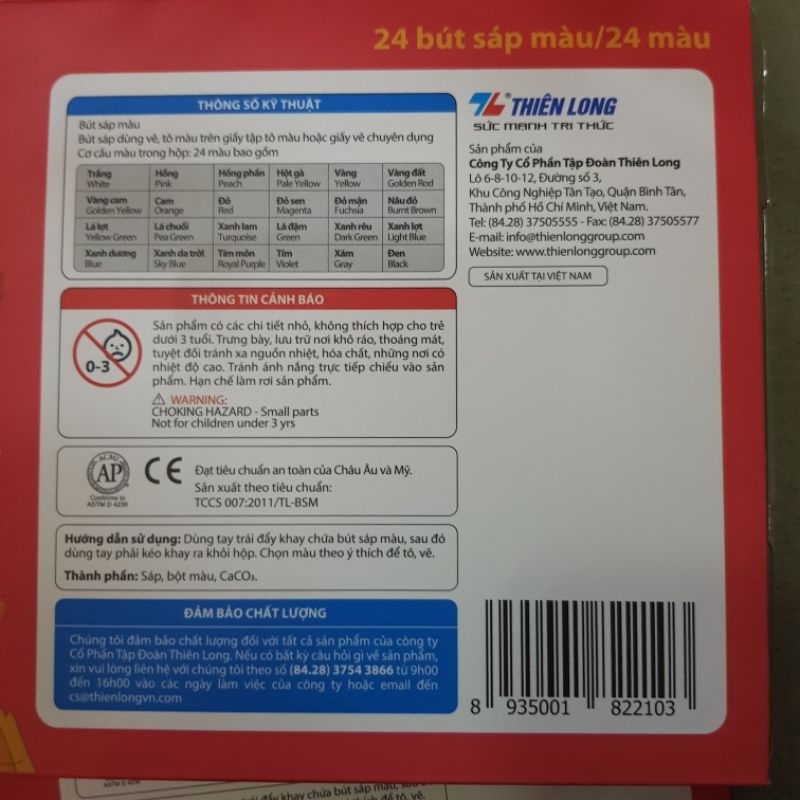 24 bút sáp màu/24 màu
THÔNG SỐ KỸ THUẬT
Bút sáp màu
Bút sáp dùng vẽ, tô màu trên giấy tập tô màu hoặc giấy vẽ chuyên dụng
Cơ cấu màu trong hộp: 24 màu bao gồm
Trắng Hồng Hồng phấn Hột gà Vàng Vàng đất
White Pink Peach Pale Yellow Yellow Golden Rod
Vàng cam Cam Đỏ Đỏ sen Đỏ mận Nâu đỏ
Golden Yellow Orange Red Magenta Fuchsia Burnt Brown
Lá lợt Lá chuối Xanh lam Lá đậm Xanh rêu Xanh lợt
Yellow Green Pea Green Turquoise Green Dark Green Light Blue
Xanh dương Xanh da trời Tím môn Tím Xám Đen
Blue Sky Blue Royal Purple Violet Gray Black
THÔNG TIN CẢNH BÁO
0-3
Sản phẩm có các chi tiết nhỏ, không thích hợp cho trẻ
dưới 3 tuổi. Trưng bày, lưu trữ nơi khô ráo, thoáng mát,
tuyệt đối tránh xa nguồn nhiệt, hóa chất, những nơi có
nhiệt độ cao. Tránh ánh nắng trực tiếp chiếu vào sản
phẩm. Hạn chế làm rơi sản phẩm.
WARNING:
CHOKING HAZARD - Small parts
Not for children under 3 yrs
ACMI
AP
Conforms to
ASTM D 4236
CE
Đạt tiêu chuẩn an toàn của Châu Âu và Mỹ.
Sản xuất theo tiêu chuẩn:
TCCS 007:2011/TL-BSM
Hướng dẫn sử dụng: Dùng tay trái đẩy khay chứa bút sáp màu, sau đó
dùng tay phải kéo khay ra khỏi hộp. Chọn màu theo ý thích để tô, vẽ.
Thành phần: Sáp, bột màu, CaCO₃.
ĐẢM BẢO CHẤT LƯỢNG
Chúng tôi đảm bảo chất lượng đối với tất cả sản phẩm của công ty
Cổ Phần Tập Đoàn Thiên Long. Nếu có bất kỳ câu hỏi gì về sản phẩm,
xin vui lòng liên hệ với chúng tôi theo số (84.28) 3754 3866 từ 9h00
đến 16h00 vào các ngày làm việc của công ty hoặc email đến
cs@thienlongvn.com
® THIÊN LONG
SỨC MẠNH TRI THỨC
Sản phẩm của
Công Ty Cổ Phần Tập Đoàn Thiên Long
Lô 6-8-10-12, Đường số 3,
Khu Công Nghiệp Tân Tạo, Quận Bình Tân,
Thành phố Hồ Chí Minh, Việt Nam.
Tel: (84.28) 37505555 - Fax: (84.28) 37505577
E-mail: info@thienlonggroup.com
Website: www.thienlonggroup.com
SẢN XUẤT TẠI VIỆT NAM
8 935001 822103
ASTM D 4236
trái đẩy khay chứa bút sáp màu, sau